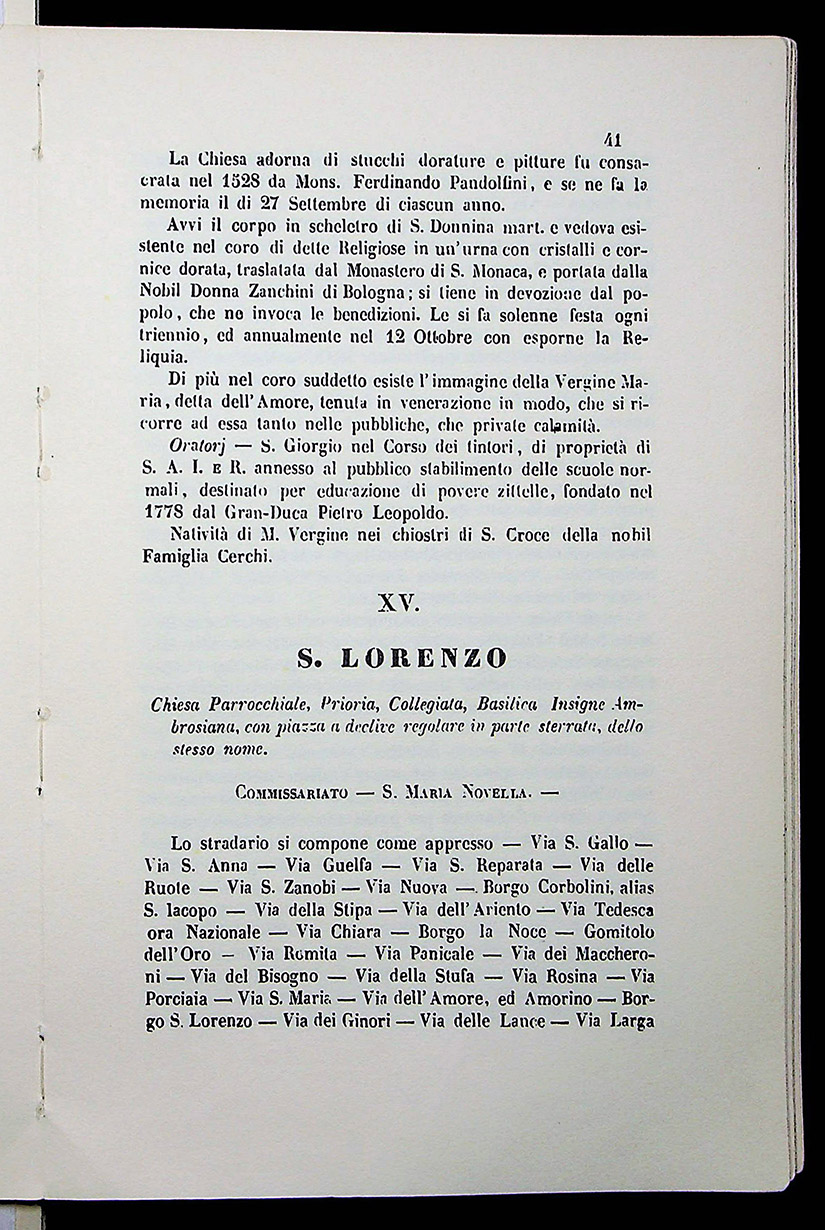 41
La Chiesa adorna di stucchi dorature e pitture fu consa-
crata nel 1528 da Mons. Ferdinando Pandolfini, e se ne fa la
memoria il di 27 Settembre di ciascun anno.
Avvi il corpo in scheletro di S. Donnina mart. e vedova esi-
stente nel coro di dette Religiose in un'urna con cristalli e cor-
nice dorata, traslatata dal Monastero di S. Monaca, e portata dalla
Nobil Donna Zanchini di Bologna; si tiene in devozione dal po-
polo, che ne invoca le benedizioni. Le si fa solenne festa ogni
triennio, ed annualmente nel 12 Ottobre con esporne la Re-
liquia.
Di più nel coro suddetto esiste l'immagine della Vergine Ma-
ria, detta dell'Amore, tenuta in venerazione in modo, che si ri-
corre ad essa tanto nelle pubbliche, che private calamità.
Oratorj — S. Giorgio nel Corso dei tintori, di proprietà di
S. A. I. E R. annesso al pubblico stabilimento delle scuole nor-
mali, destinato per educazione di povere zittelle, fondato nel
1778 dal Gran-Duca Pietro Leopoldo.
Natività di M. Vergine nei chiostri di S. Croce della nobil
Famiglia Cerchi.
XV.
S. LORENZO
Chiesa Parrocchiale, Prioria, Collegiata, Basilica Insigne Am-
brosiana, con piazza a declive regolare in parte sterrata, dello
stesso nome.
COMMISSARIATO — S. MARIA NOVELLA. —
Lo stradario si compone come appresso — Via S. Gallo —
Via S. Anna — Via Guelfa — Via S. Reparata — Via delle
Ruote — Via S. Zanobi — Via Nuova —. Borgo Corbolini, alias
S. Iacopo — Via della Stipa — Via dell'Ariento — Via Tedesca
ora Nazionale — Via Chiara — Borgo la Noce — Gomitolo
dell'Oro — Via Romita — Via Panicale — Via dei Macchero-
ni — Via del Bisogno — Via della Stufa — Via Rosina — Via
Porciaia — Via S. Maria — Via dell'Amore, ed Amorino — Bor-
go S. Lorenzo — Via dei Ginori — Via delle Lance — Via Larga